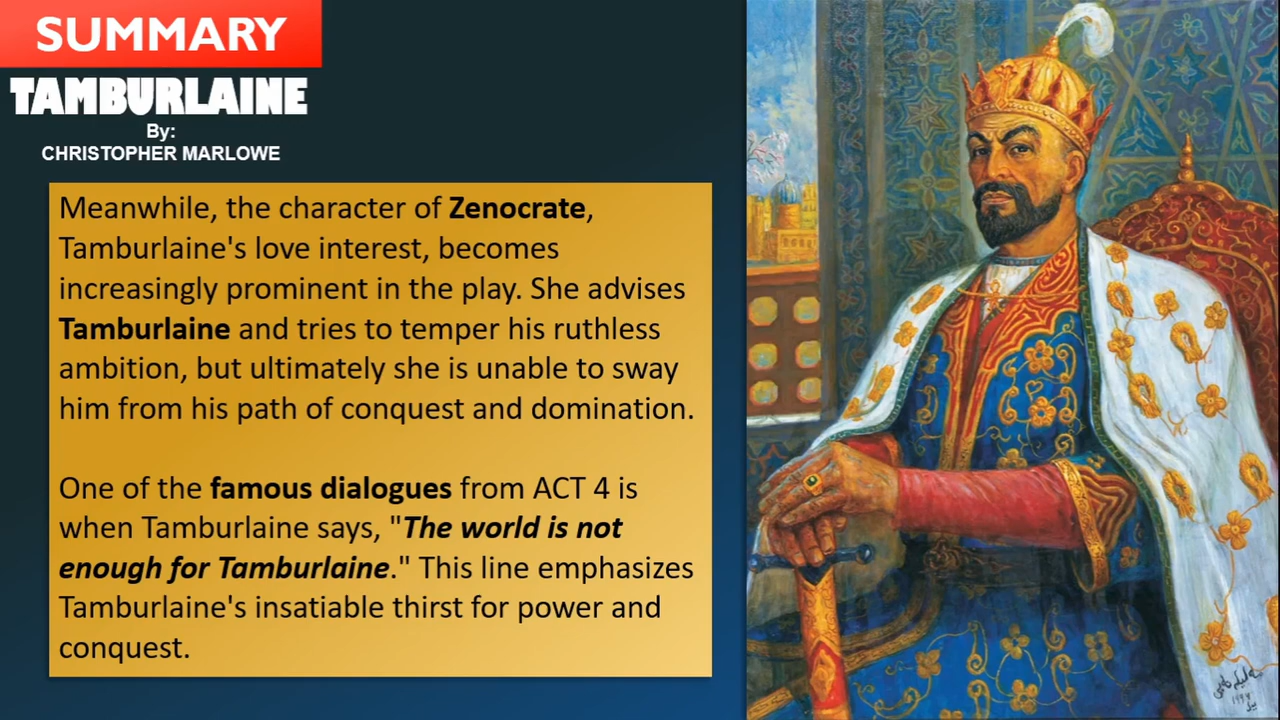 SUMMARY
TAMBURLAINE
By:
CHRISTOPHER MARLOWE
Meanwhile, the character of Zenocrate,
Tamburlaine's love interest, becomes
increasingly prominent in the play. She advises
Tamburlaine and tries to temper his ruthless
ambition, but ultimately she is unable to sway
him from his path of conquest and domination.
One of the famous dialogues from ACT 4 is
when Tamburlaine says, "The world is not
enough for Tamburlaine." This line emphasizes
Tamburlaine's insatiable thirst for power and
conquest.